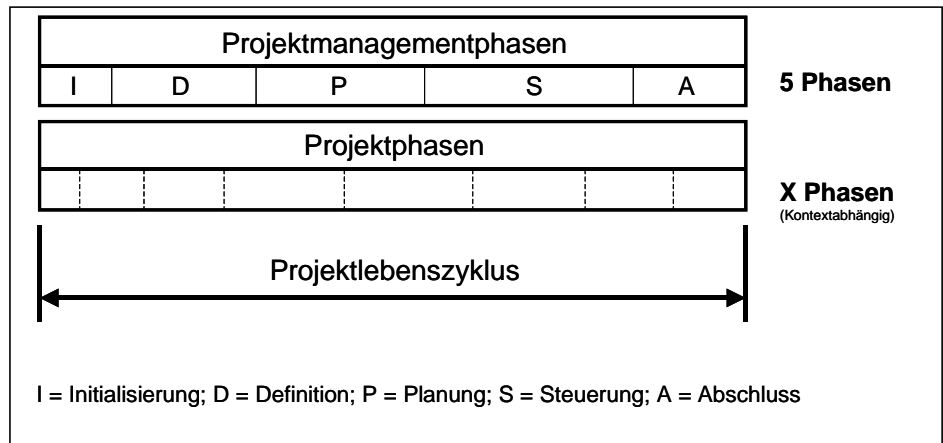 Projektmanagementphasen
I D P S A
5 Phasen
Projektphasen
X Phasen
(Kontextabhängig)
Projektlebenszyklus
I = Initialisierung; D = Definition; P = Planung; S = Steuerung; A = Abschluss